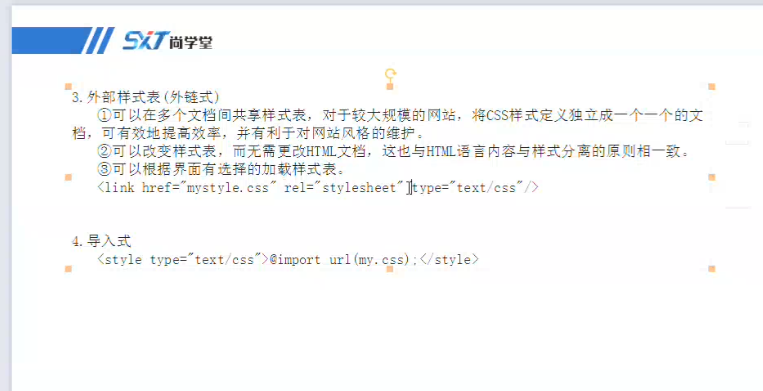 SXT尚学堂
3.外部样式表(外链式)
①可以在多个文档间共享样式表，对于较大规模的网站，将CSS样式定义独立成一个一个的文
档，可有效地提高效率，并有利于对网站风格的维护。
②可以改变样式表，而无需更改HTML文档，这也与HTML语言内容与样式分离的原则相一致。
③可以根据界面有选择的加载样式表。
<link href="mystyle.css" rel="stylesheet" type="text/css"/>
4.导入式
<style type="text/css">@import url(my.css);</style>